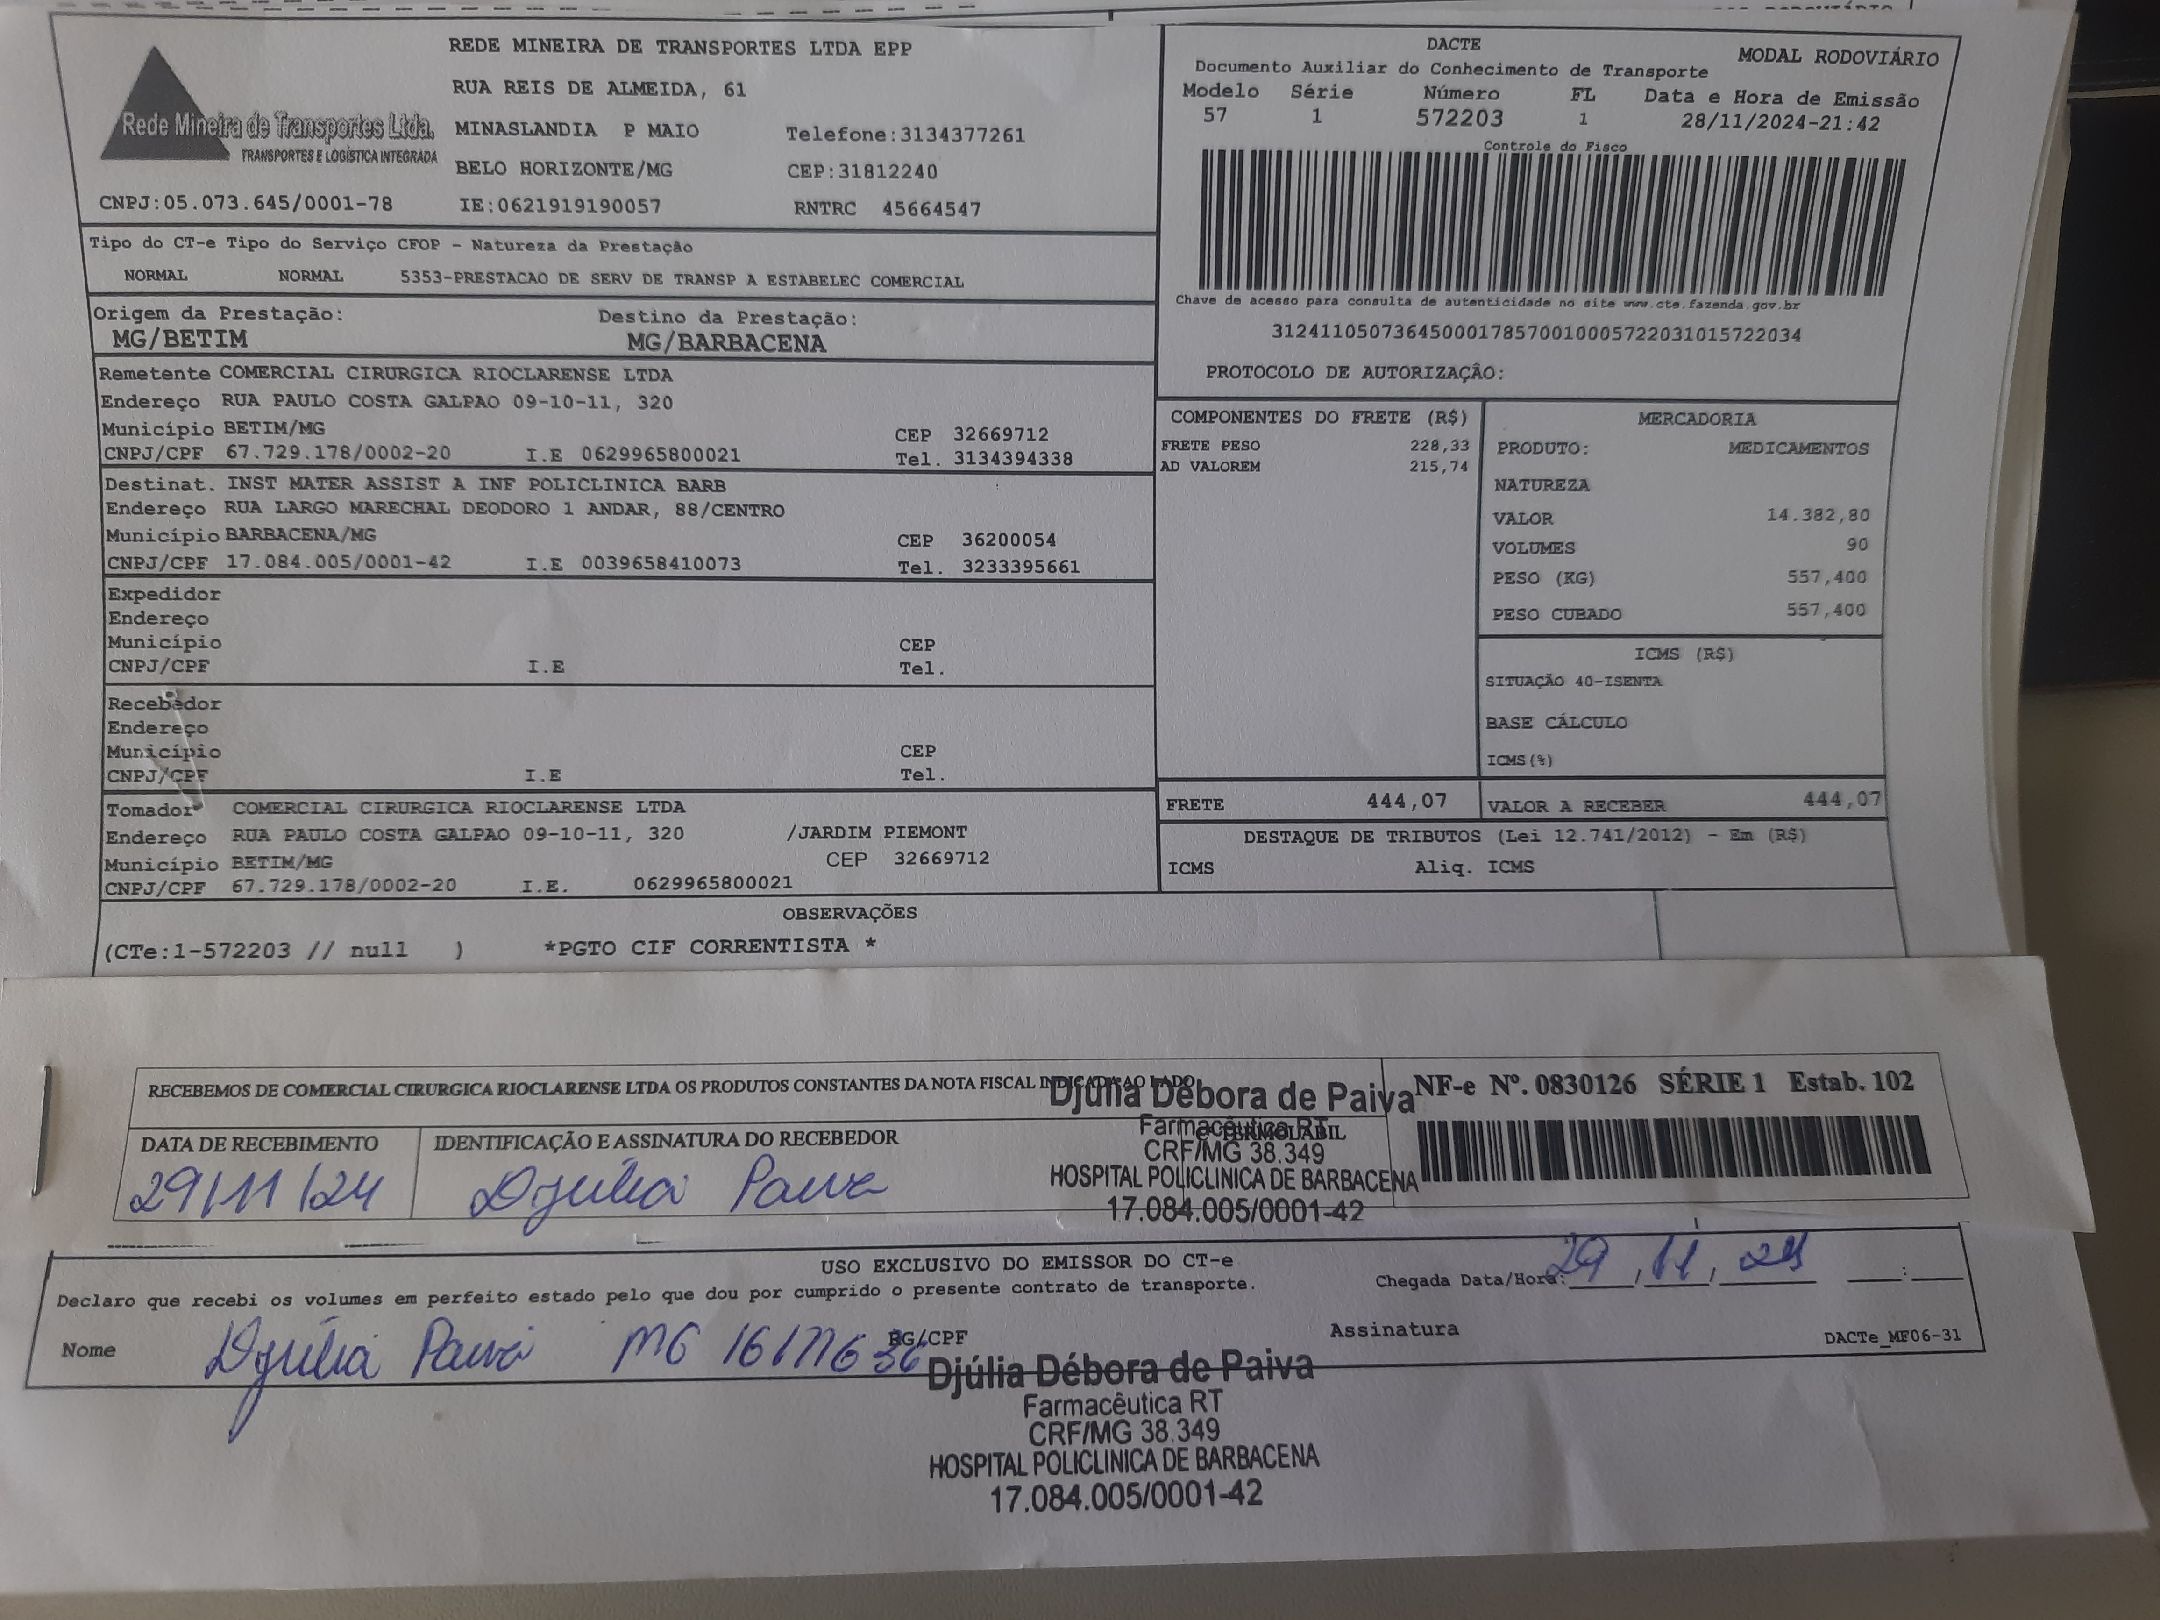 REDE MINEIRA DE TRANSPORTES LTDA EPP
RUA REIS DE ALMEIDA, 61
Rede Mineira de Transportes Ltda.
TRANSPORTES E LOGÍSTICA INTEGRADA
MINASLANDIA P MAIO Telefone:3134377261
BELO HORIZONTE/MG CEP:31812240
CNPJ:05.073.645/0001-78 IE:0621919190057 RNTRC 45664547
DACTE MODAL RODOVIÁRIO
Documento Auxiliar do Conhecimento de Transporte
Modelo Série Número FL Data e Hora de Emissão
57 1 572203 1 28/11/2024-21:42
Controle do Fisco
Chave de acesso para consulta de autenticidade no site www.cte.fazenda.gov.br
31241105073645000178570010005722031015722034
PROTOCOLO DE AUTORIZAÇÃO:
Tipo do CT-e Tipo do Serviço CFOP - Natureza da Prestação
NORMAL NORMAL 5353-PRESTACAO DE SERV DE TRANSP A ESTABELEC COMERCIAL
Origem da Prestação: Destino da Prestação:
MG/BETIM MG/BARBACENA
Remetente COMERCIAL CIRURGICA RIOCLARENSE LTDA
Endereço RUA PAULO COSTA GALPAO 09-10-11, 320
Município BETIM/MG CEP 32669712
CNPJ/CPF 67.729.178/0002-20 I.E 0629965800021 Tel. 3134394338
Destinat. INST MATER ASSIST A INF POLICLINICA BARB
Endereço RUA LARGO MARECHAL DEODORO 1 ANDAR, 88/CENTRO
Município BARBACENA/MG CEP 36200054
CNPJ/CPF 17.084.005/0001-42 I.E 0039658410073 Tel. 3233395661
Expedidor
Endereço
Município CEP
CNPJ/CPF I.E Tel.
Recebedor
Endereço
Município CEP
CNPJ/CPF I.E Tel.
Tomador COMERCIAL CIRURGICA RIOCLARENSE LTDA
Endereço RUA PAULO COSTA GALPAO 09-10-11, 320 /JARDIM PIEMONT
Município BETIM/MG CEP 32669712
CNPJ/CPF 67.729.178/0002-20 I.E. 0629965800021
COMPONENTES DO FRETE (R$)
FRETE PESO 228,33
AD VALOREM 215,74
MERCADORIA
PRODUTO: MEDICAMENTOS
NATUREZA
VALOR 14.382,80
VOLUMES 90
PESO (KG) 557,400
PESO CUBADO 557,400
ICMS (R$)
SITUAÇÃO 40-ISENTA
BASE CÁLCULO
ICMS(%)
FRETE 444,07 VALOR A RECEBER 444,07
DESTAQUE DE TRIBUTOS (Lei 12.741/2012) - Em (R$)
ICMS Aliq. ICMS
OBSERVAÇÕES
(CTe:1-572203 // null ) *PGTO CIF CORRENTISTA *
RECEBEMOS DE COMERCIAL CIRURGICA RIOCLARENSE LTDA OS PRODUTOS CONSTANTES DA NOTA FISCAL INDICADA AO LADO
NF-e Nº. 0830126 SÉRIE 1 Estab. 102
DATA DE RECEBIMENTO IDENTIFICAÇÃO E ASSINATURA DO RECEBEDOR
29/11/24 Djúlia Paiva
Djúlia Débora de Paiva
Farmacêutica RT
CRF/MG 38.349
HOSPITAL POLICLINICA DE BARBACENA
17.084.005/0001-42
USO EXCLUSIVO DO EMISSOR DO CT-e
Declaro que recebi os volumes em perfeito estado pelo que dou por cumprido o presente contrato de transporte.
Chegada Data/Hora: 29, 11, 24 :
Nome Djúlia Paiva RG/CPF Assinatura DACTe_MF06-31
Djúlia Débora de Paiva
Farmacêutica RT
CRF/MG 38.349
HOSPITAL POLICLINICA DE BARBACENA
17.084.005/0001-42